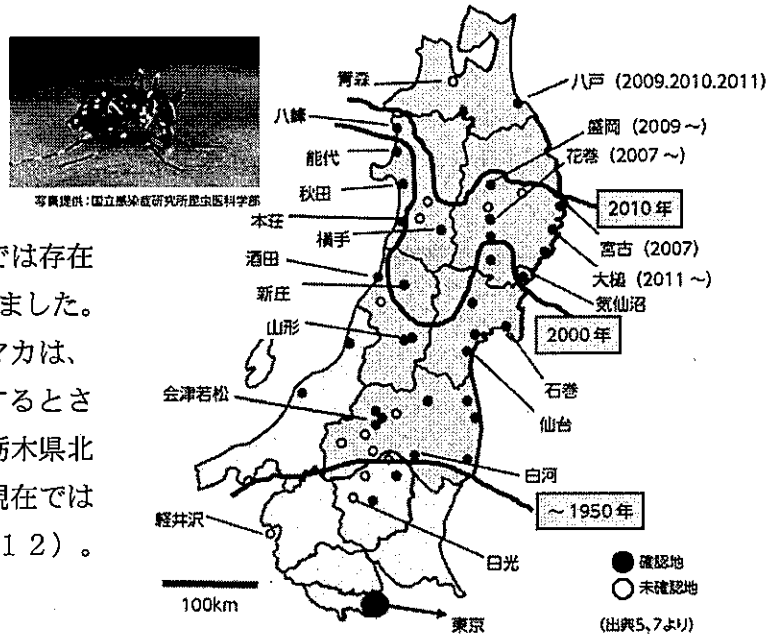 写真提供:国立感染症研究所昆虫医科学部
では存在
ました。
マカは、
するとさ
栃木県北
現在では
12)。
青森
八戸 (2009.2010.2011)
八峰
盛岡 (2009～)
能代
花巻 (2007～)
秋田
2010年
本荘
横手
宮古 (2007)
酒田
大槌 (2011～)
新庄
気仙沼
山形
2000年
石巻
会津若松
仙台
白河
～1950年
軽井沢
日光
確認地
未確認地
100km
東京
(出典5,7より)